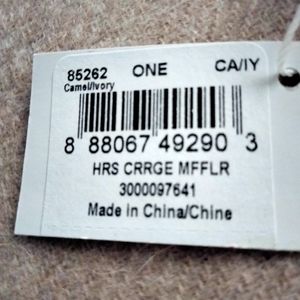 85262 ONE CA/IY
Camel/Ivory
8 88067 49290 3
HRS CRRGE MFFLR
3000097641
Made in China/Chine